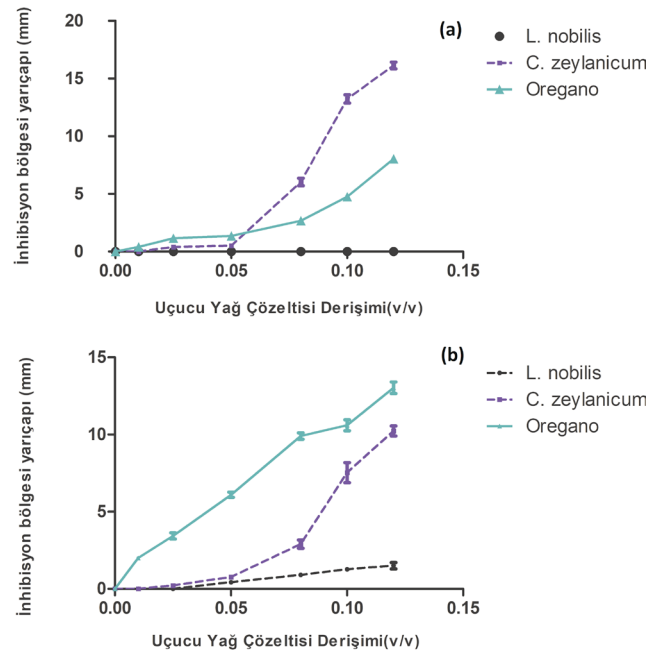 (a)
İnhibisyon bölgesi yarıçapı (mm)
20
15
10
5
0
0.00 0.05 0.10 0.15
Uçucu Yağ Çözeltisi Derişimi(v/v)
L. nobilis
C. zeylanicum
Oregano
(b)
İnhibisyon bölgesi yarıçapı (mm)
15
10
5
0
0.00 0.05 0.10 0.15
Uçucu Yağ Çözeltisi Derişimi(v/v)
L. nobilis
C. zeylanicum
Oregano